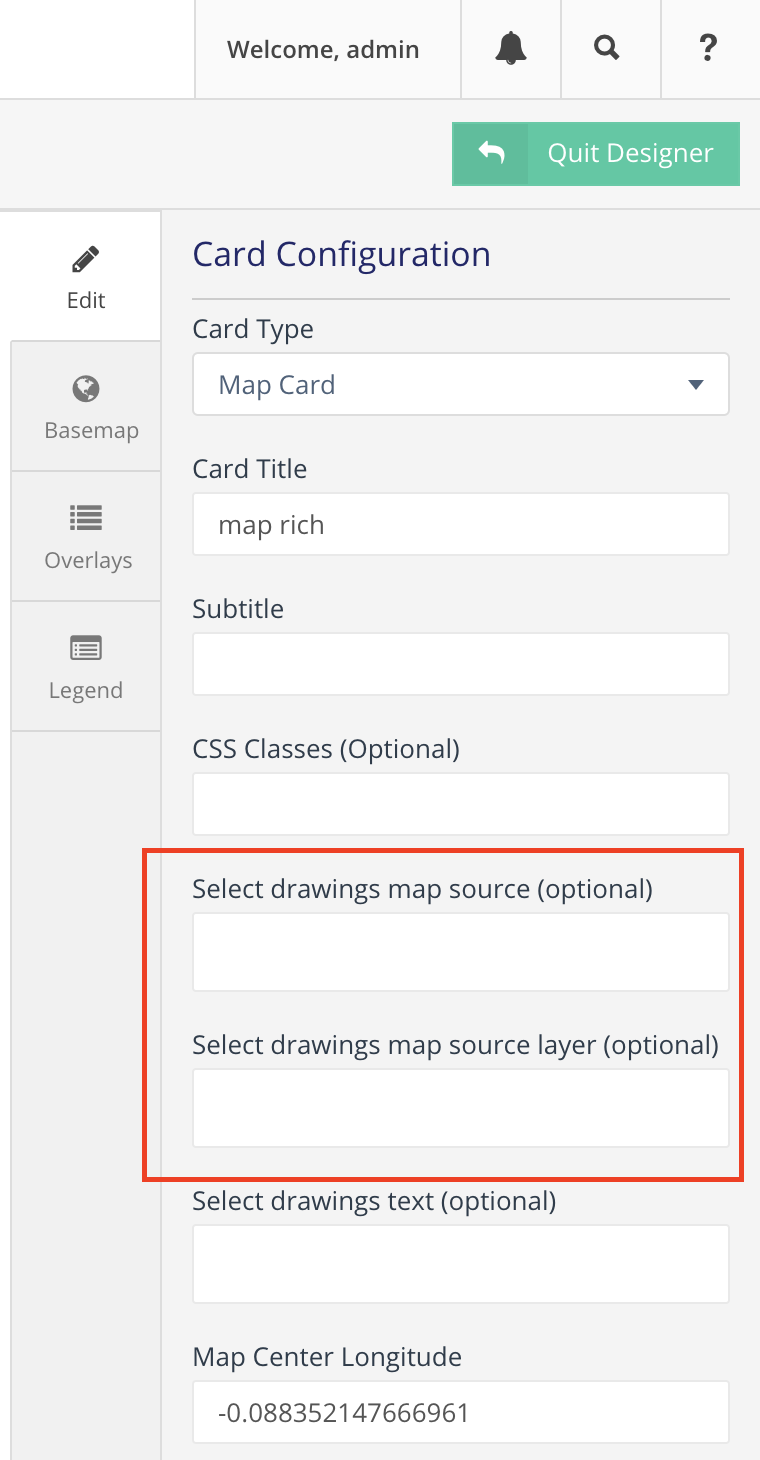 Welcome, admin
?
Quit Designer
Edit
Basemap
Overlays
Legend
Card Configuration
Card Type
Map Card
Card Title
map rich
Subtitle
CSS Classes (Optional)
Select drawings map source (optional)
Select drawings map source layer (optional)
Select drawings text (optional)
Map Center Longitude
-0.088352147666961